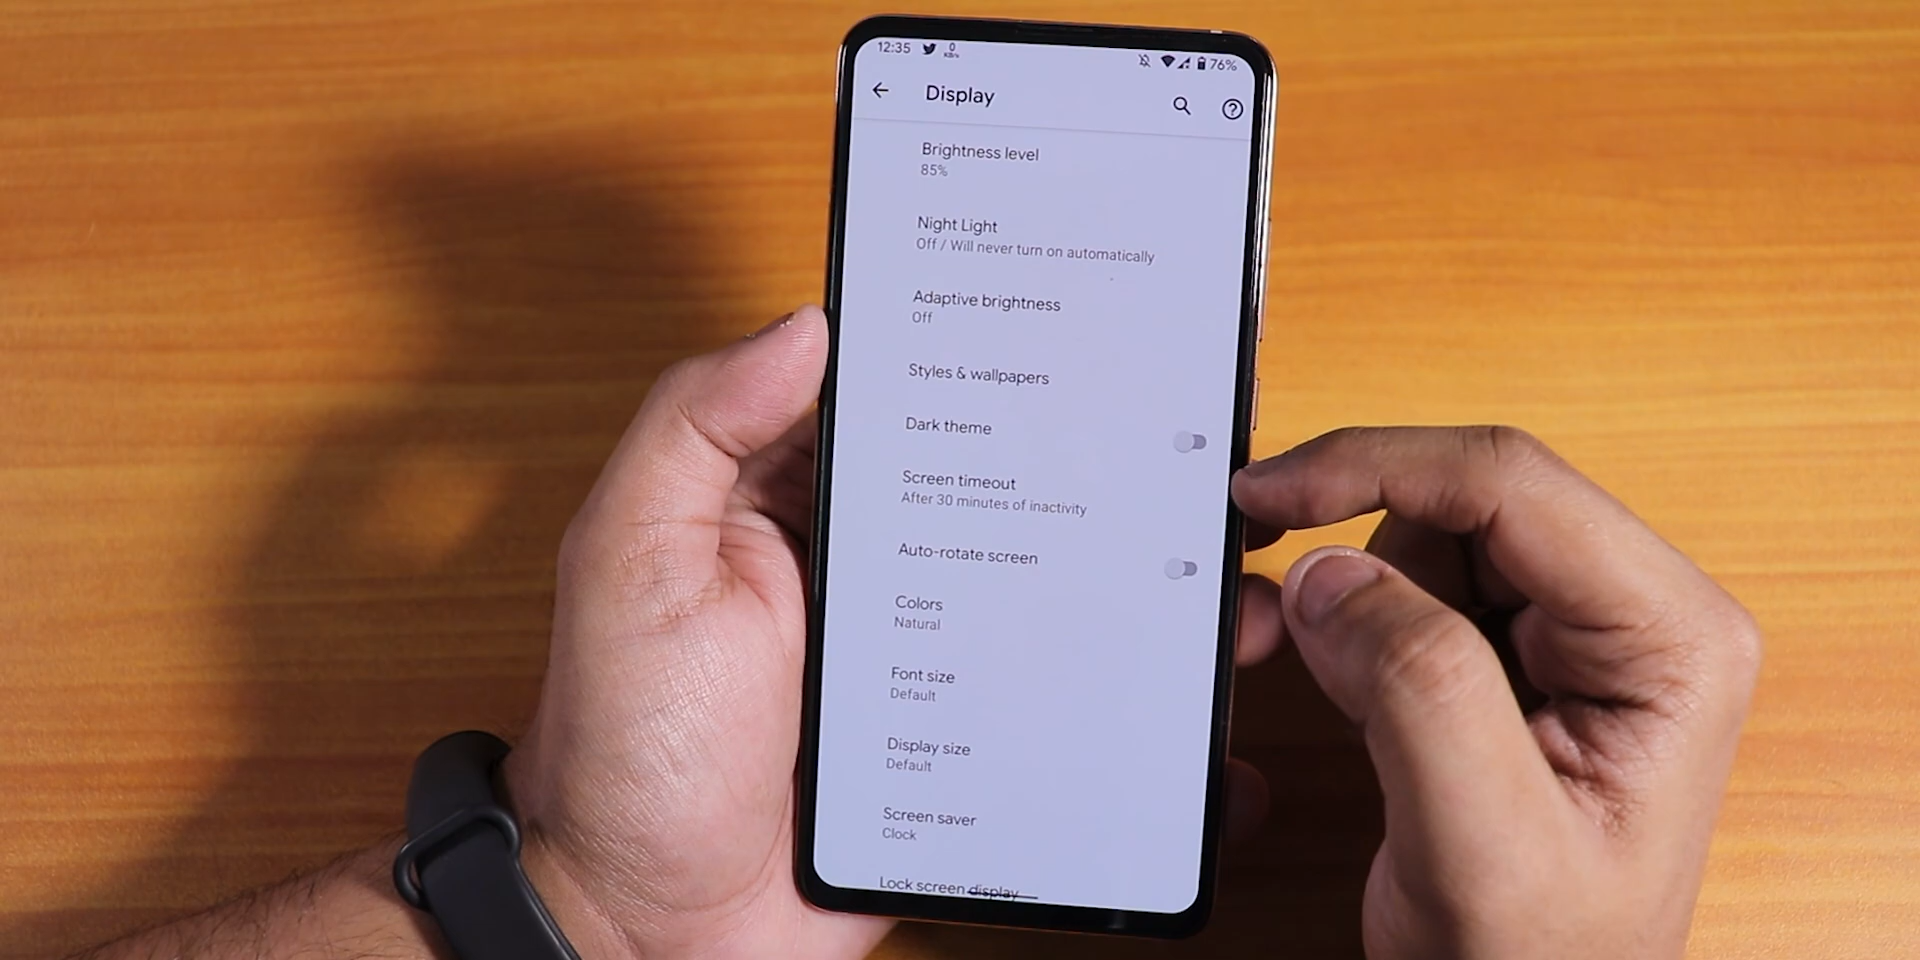 12:35 0 KB/s 76%
Display
Brightness level
85%
Night Light
Off / Will never turn on automatically
Adaptive brightness
Off
Styles & wallpapers
Dark theme
Screen timeout
After 30 minutes of inactivity
Auto-rotate screen
Colors
Natural
Font size
Default
Display size
Default
Screen saver
Clock
Lock screen display